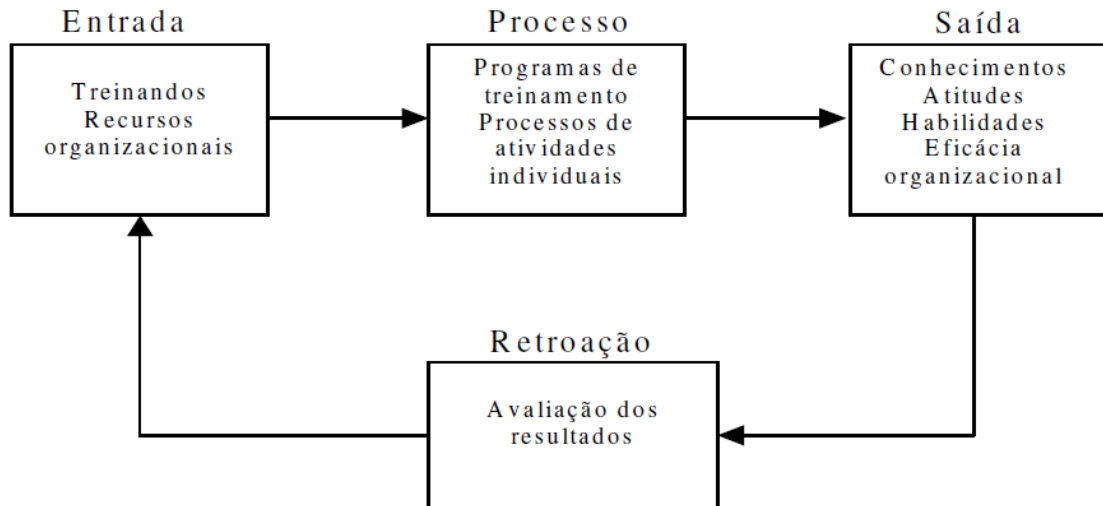 Entrada
Treinandos
Recursos
organizacionais
Processo
Programas de
treinamento
Processos de
atividades
individuais
Saída
Conhecimentos
Atitudes
Habilidades
Eficácia
organizacional
Retroação
Avaliação dos
resultados